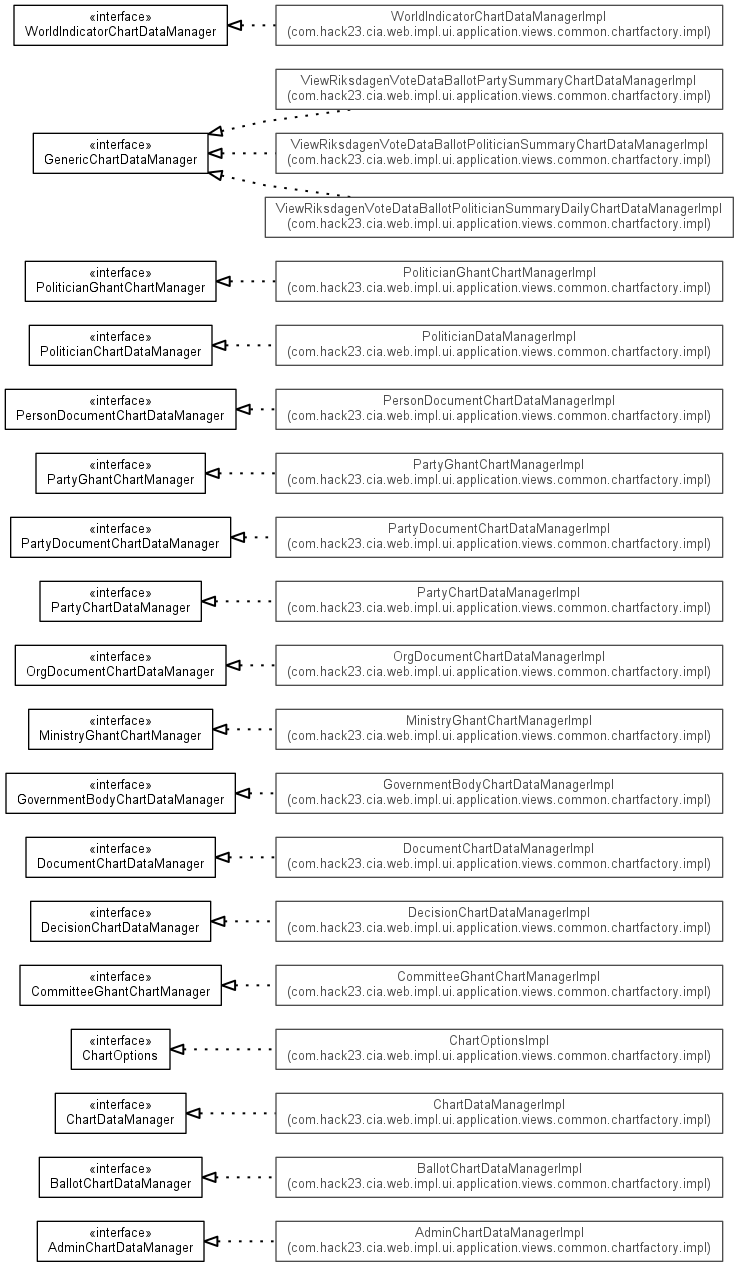 «interface»
WorldIndicatorChartDataManager
WorldIndicatorChartDataManagerImpl
(com.hack23.cia.web.impl.ui.application.views.common.chartfactory.impl)
ViewRiksdagenVoteDataBallotPartySummaryChartDataManagerImpl
(com.hack23.cia.web.impl.ui.application.views.common.chartfactory.impl)
«interface»
GenericChartDataManager
ViewRiksdagenVoteDataBallotPoliticianSummaryChartDataManagerImpl
(com.hack23.cia.web.impl.ui.application.views.common.chartfactory.impl)
ViewRiksdagenVoteDataBallotPoliticianSummaryDailyChartDataManagerImpl
(com.hack23.cia.web.impl.ui.application.views.common.chartfactory.impl)
«interface»
PoliticianGhantChartManager
PoliticianGhantChartManagerImpl
(com.hack23.cia.web.impl.ui.application.views.common.chartfactory.impl)
«interface»
PoliticianChartDataManager
PoliticianDataManagerImpl
(com.hack23.cia.web.impl.ui.application.views.common.chartfactory.impl)
«interface»
PersonDocumentChartDataManager
PersonDocumentChartDataManagerImpl
(com.hack23.cia.web.impl.ui.application.views.common.chartfactory.impl)
«interface»
PartyGhantChartManager
PartyGhantChartManagerImpl
(com.hack23.cia.web.impl.ui.application.views.common.chartfactory.impl)
«interface»
PartyDocumentChartDataManager
PartyDocumentChartDataManagerImpl
(com.hack23.cia.web.impl.ui.application.views.common.chartfactory.impl)
«interface»
PartyChartDataManager
PartyChartDataManagerImpl
(com.hack23.cia.web.impl.ui.application.views.common.chartfactory.impl)
«interface»
OrgDocumentChartDataManager
OrgDocumentChartDataManagerImpl
(com.hack23.cia.web.impl.ui.application.views.common.chartfactory.impl)
«interface»
MinistryGhantChartManager
MinistryGhantChartManagerImpl
(com.hack23.cia.web.impl.ui.application.views.common.chartfactory.impl)
«interface»
GovernmentBodyChartDataManager
GovernmentBodyChartDataManagerImpl
(com.hack23.cia.web.impl.ui.application.views.common.chartfactory.impl)
«interface»
DocumentChartDataManager
DocumentChartDataManagerImpl
(com.hack23.cia.web.impl.ui.application.views.common.chartfactory.impl)
«interface»
DecisionChartDataManager
DecisionChartDataManagerImpl
(com.hack23.cia.web.impl.ui.application.views.common.chartfactory.impl)
«interface»
CommitteeGhantChartManager
CommitteeGhantChartManagerImpl
(com.hack23.cia.web.impl.ui.application.views.common.chartfactory.impl)
«interface»
ChartOptions
ChartOptionsImpl
(com.hack23.cia.web.impl.ui.application.views.common.chartfactory.impl)
«interface»
ChartDataManager
ChartDataManagerImpl
(com.hack23.cia.web.impl.ui.application.views.common.chartfactory.impl)
«interface»
BallotChartDataManager
BallotChartDataManagerImpl
(com.hack23.cia.web.impl.ui.application.views.common.chartfactory.impl)
«interface»
AdminChartDataManager
AdminChartDataManagerImpl
(com.hack23.cia.web.impl.ui.application.views.common.chartfactory.impl)